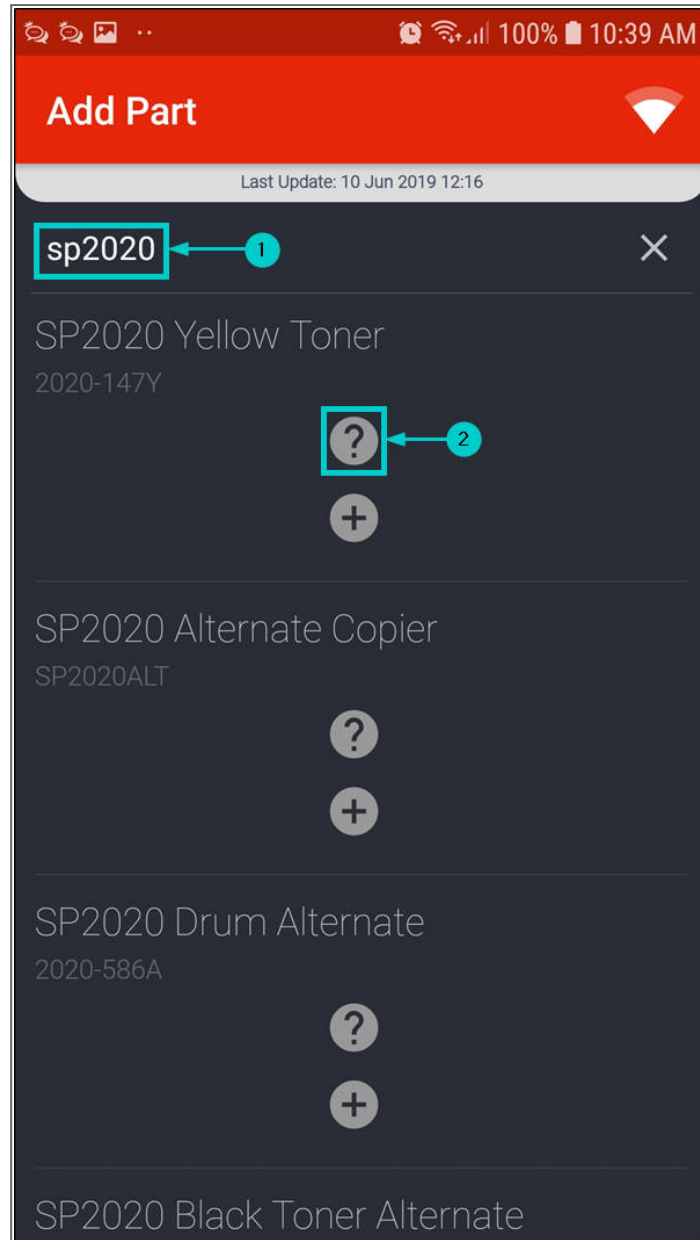 100% 10:39 AM
Add Part
Last Update: 10 Jun 2019 12:16
sp2020
1
SP2020 Yellow Toner
2020-147Y
?
2
+
SP2020 Alternate Copier
SP2020ALT
?
+
SP2020 Drum Alternate
2020-586A
?
+
SP2020 Black Toner Alternate